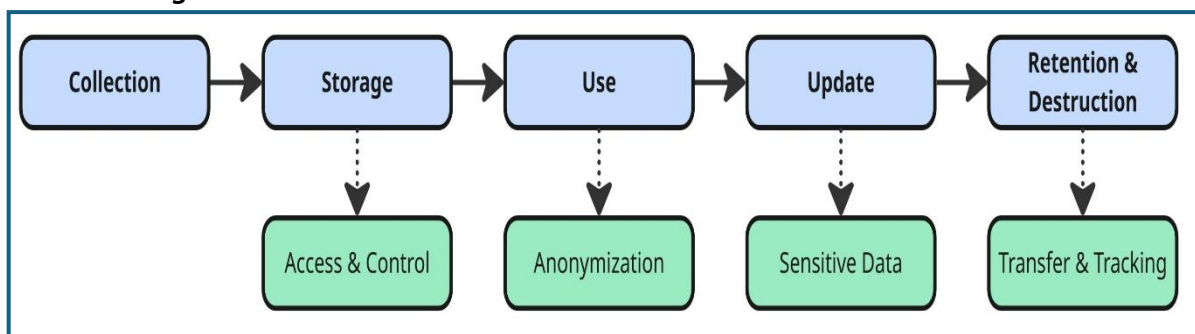 Collection
Storage
Use
Update
Retention &
Destruction
Access & Control
Anonymization
Sensitive Data
Transfer & Tracking